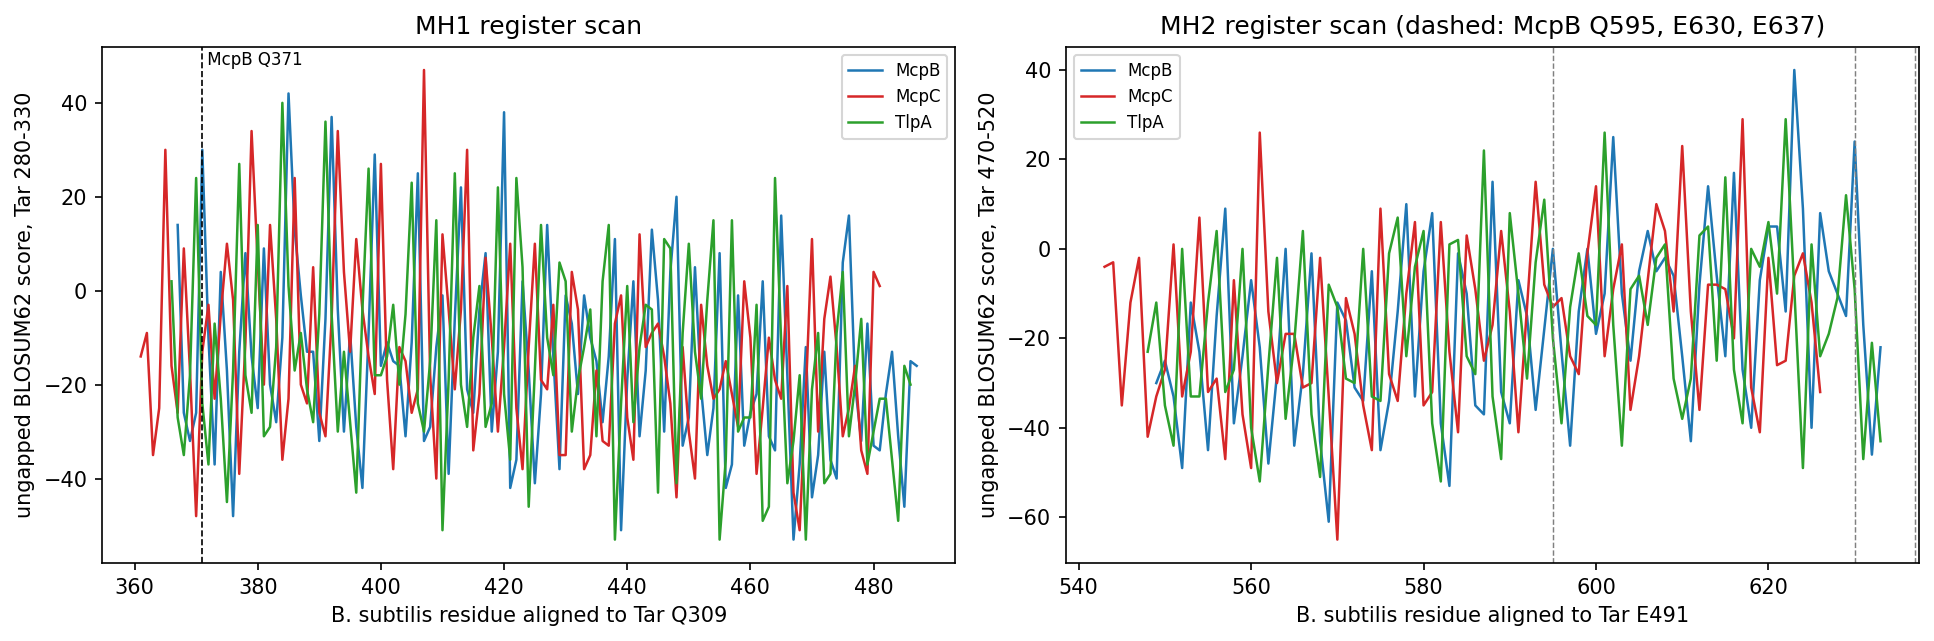 MH1 register scan
ungapped BLOSUM62 score, Tar 280-330
40
20
0
−20
−40
McpB Q371
McpB
McpC
TlpA
360
380
400
420
440
460
480
B. subtilis residue aligned to Tar Q309
MH2 register scan (dashed: McpB Q595, E630, E637)
ungapped BLOSUM62 score, Tar 470-520
40
20
0
−20
−40
−60
McpB
McpC
TlpA
540
560
580
600
620
B. subtilis residue aligned to Tar E491